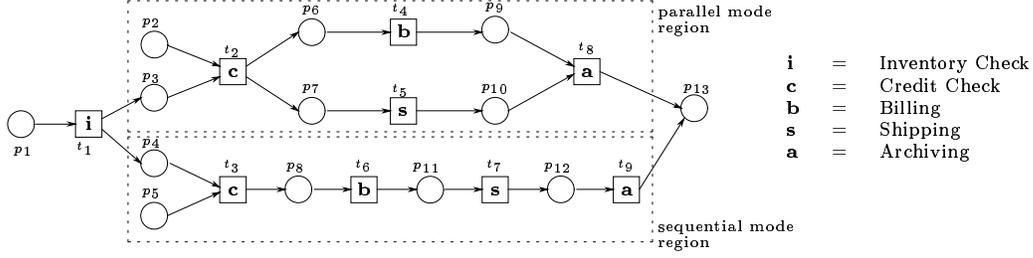 p2
p6
t4
b
p9
parallel mode
region
t2
c
t8
a
p3
p7
t5
s
p10
p13
p1
i
t1
p4
p5
t3
c
p8
t6
b
p11
t7
s
p12
t9
a
sequential mode
region
i = Inventory Check
c = Credit Check
b = Billing
s = Shipping
a = Archiving